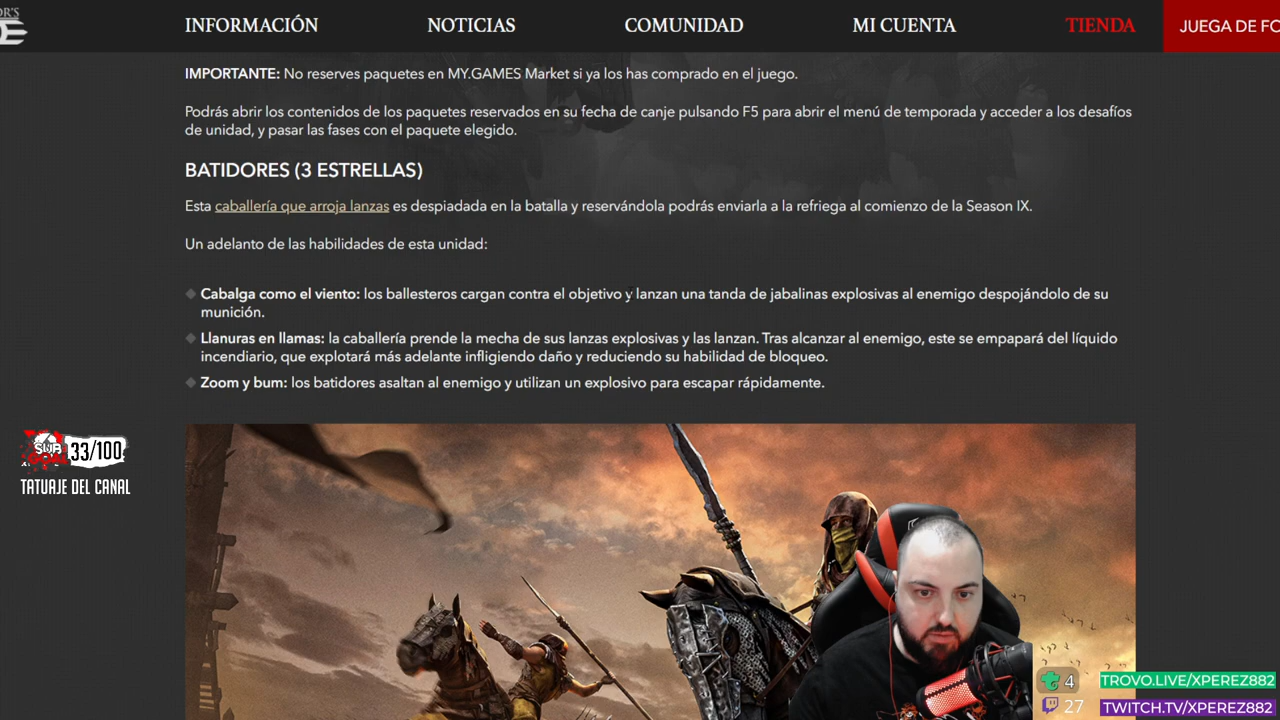 OR'S
INFORMACIÓN NOTICIAS COMUNIDAD MI CUENTA TIENDA JUEGA DE FO
IMPORTANTE: No reserves paquetes en MY.GAMES Market si ya los has comprado en el juego.
Podrás abrir los contenidos de los paquetes reservados en su fecha de canje pulsando F5 para abrir el menú de temporada y acceder a los desafíos
de unidad, y pasar las fases con el paquete elegido.
BATIDORES (3 ESTRELLAS)
Esta caballería que arroja lanzas es despiadada en la batalla y reservándola podrás enviarla a la refriega al comienzo de la Season IX.
Un adelanto de las habilidades de esta unidad:
Cabalga como el viento: los ballesteros cargan contra el objetivo y lanzan una tanda de jabalinas explosivas al enemigo despojándolo de su
munición.
Llanuras en llamas: la caballería prende la mecha de sus lanzas explosivas y las lanzan. Tras alcanzar al enemigo, este se empapará del líquido
incendiario, que explotará más adelante infligiendo daño y reduciendo su habilidad de bloqueo.
Zoom y bum: los batidores asaltan al enemigo y utilizan un explosivo para escapar rápidamente.
SUB
GOAL 33/100
TATUAJE DEL CANAL
4 TROVO.LIVE/XPEREZ882
27 TWITCH.TV/XPEREZ882